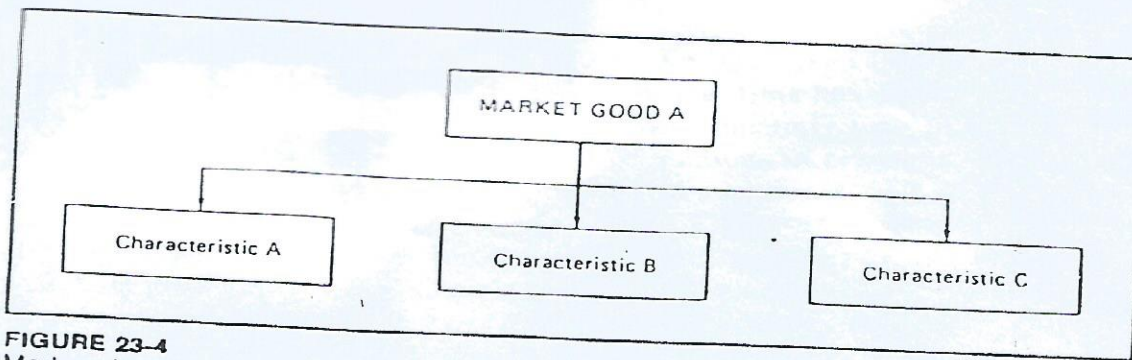 MARKET GOOD A
Characteristic A
Characteristic B
Characteristic C
FIGURE 23-4